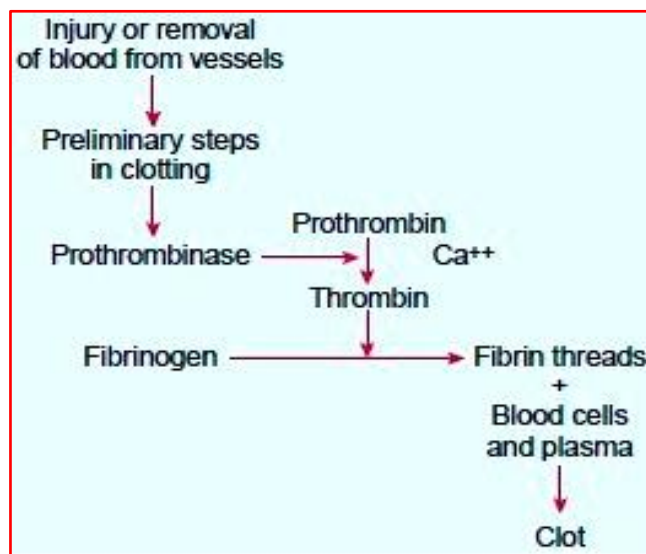 Injury or removal
of blood from vessels
Preliminary steps
in clotting
Prothrombin
Prothrombinase
Ca⁺⁺
Thrombin
Fibrinogen
Fibrin threads
+
Blood cells
and plasma
Clot